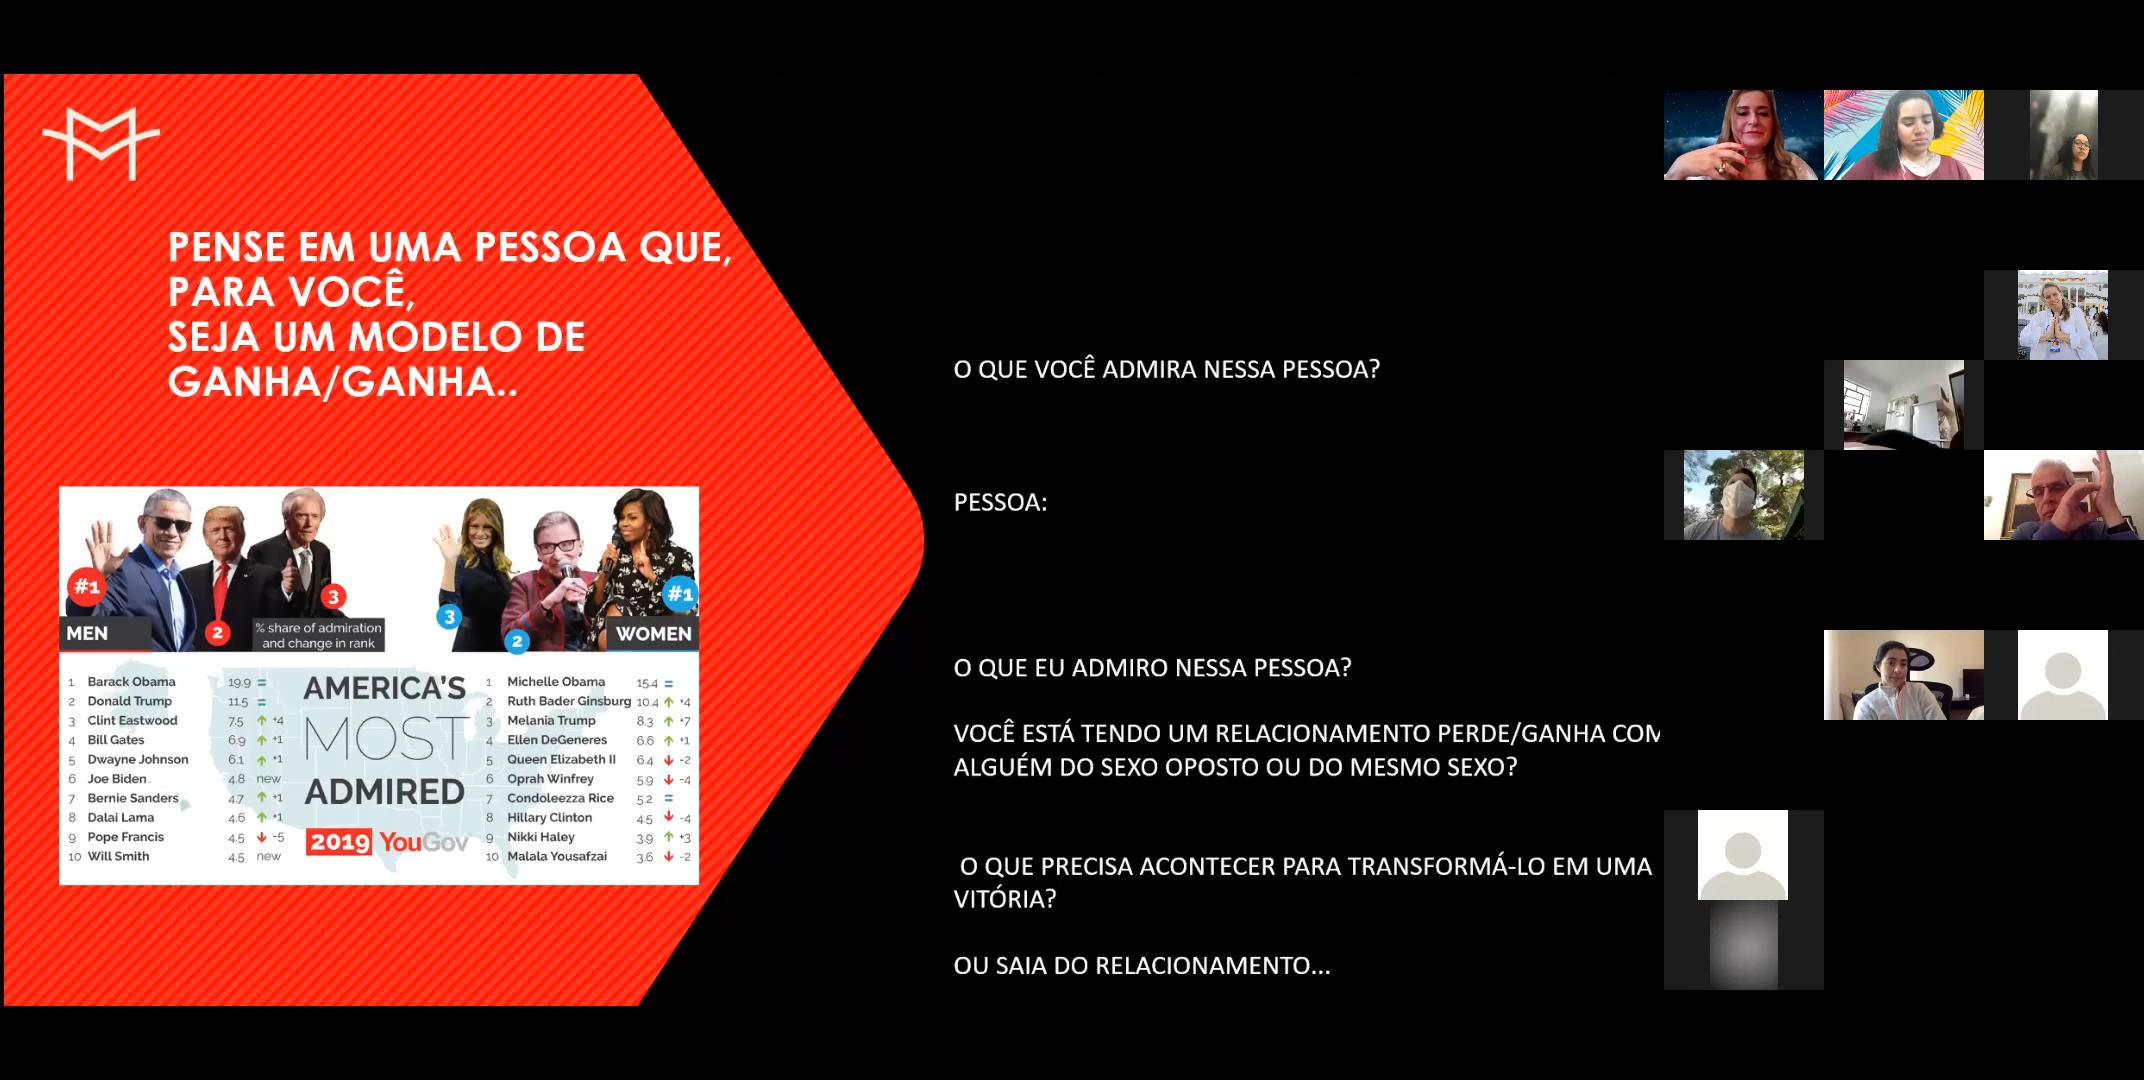 PENSE EM UMA PESSOA QUE,
PARA VOCÊ,
SEJA UM MODELO DE
GANHA/GANHA..
#1
2
3
MEN
% share of admiration
and change in rank
3
2
#1
WOMEN
1 Barack Obama 19.9 =
2 Donald Trump 11.5 =
3 Clint Eastwood 7.5 ↑ +4
4 Bill Gates 6.9 ↑ +1
5 Dwayne Johnson 6.1 ↑ +1
6 Joe Biden 4.8 new
7 Bernie Sanders 4.7 ↑ +1
8 Dalai Lama 4.6 ↑ +1
9 Pope Francis 4.5 ↓ -5
10 Will Smith 4.5 new
AMERICA'S
MOST
ADMIRED
2019 YouGov
1 Michelle Obama 15.4 =
2 Ruth Bader Ginsburg 10.4 ↑ +4
3 Melania Trump 8.3 ↑ +7
4 Ellen DeGeneres 6.6 ↑ +1
5 Queen Elizabeth II 6.4 ↓ -2
6 Oprah Winfrey 5.9 ↓ -4
7 Condoleezza Rice 5.2 =
8 Hillary Clinton 4.5 ↓ -4
9 Nikki Haley 3.9 ↑ +3
10 Malala Yousafzai 3.6 ↓ -2
O QUE VOCÊ ADMIRA NESSA PESSOA?
PESSOA:
O QUE EU ADMIRO NESSA PESSOA?
VOCÊ ESTÁ TENDO UM RELACIONAMENTO PERDE/GANHA COM
ALGUÉM DO SEXO OPOSTO OU DO MESMO SEXO?
O QUE PRECISA ACONTECER PARA TRANSFORMÁ-LO EM UMA
VITÓRIA?
OU SAIA DO RELACIONAMENTO...